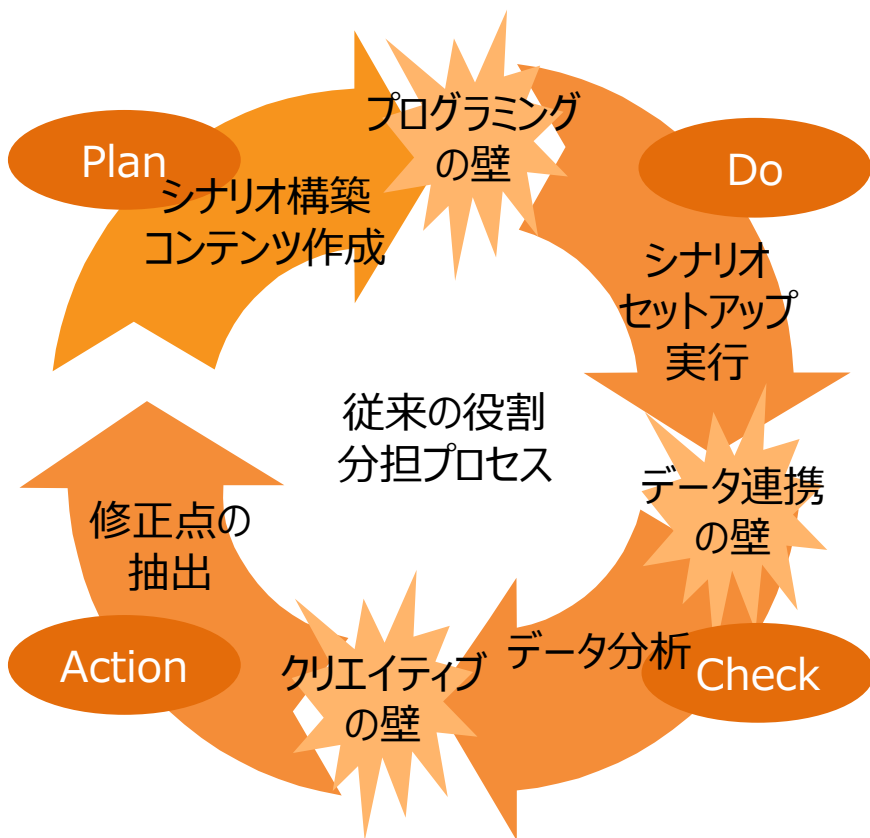 Plan
シナリオ構築
コンテンツ作成
プログラミング
の壁
Do
シナリオ
セットアップ
実行
データ連携
の壁
Check
データ分析
クリエイティブ
の壁
Action
修正点の
抽出
従来の役割
分担プロセス